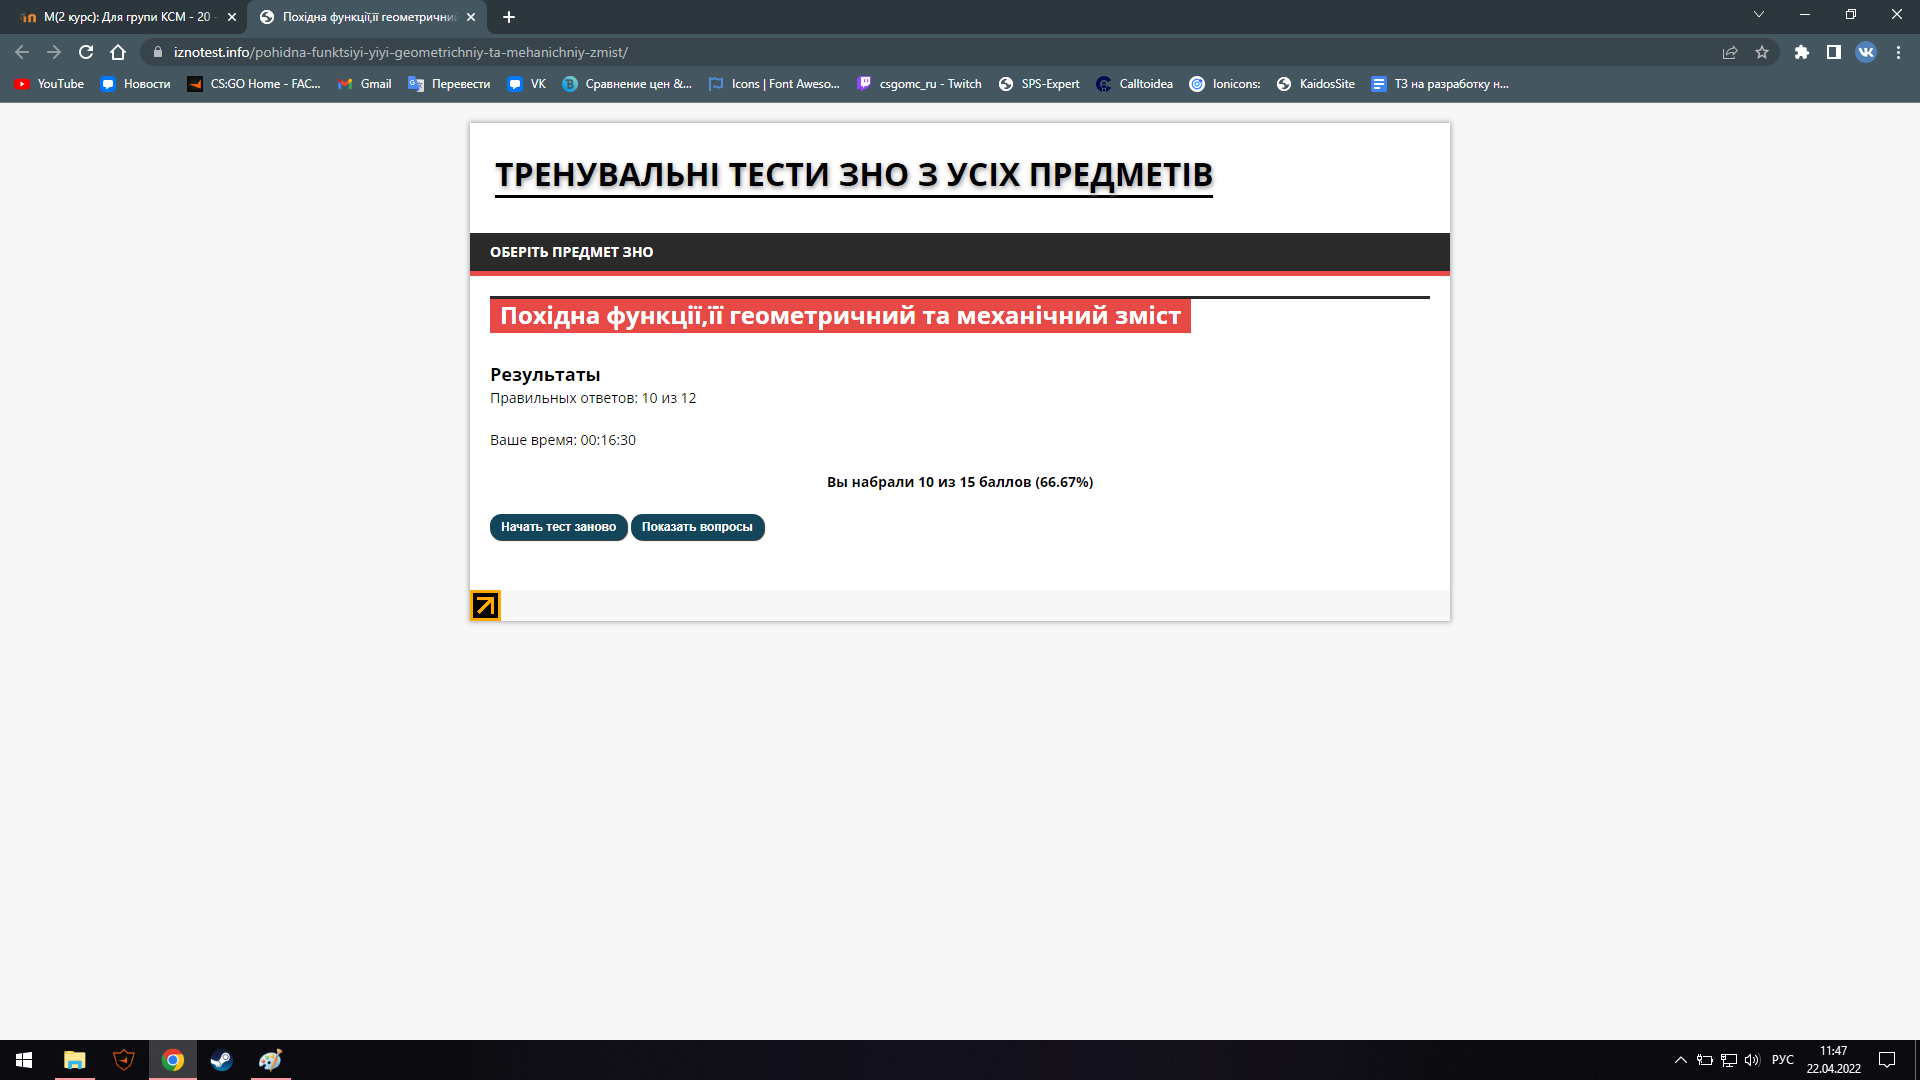 М(2 курс): Для групи КСМ - 20 -
Похідна функції,її геометричний
iznotest.info/pohidna-funktsiyi-yiyi-geometrichniy-ta-mehanichniy-zmist/
YouTube
Новости
CS:GO Home - FAC...
Gmail
Перевести
VK
Сравнение цен &...
Icons | Font Aweso...
csgomc_ru - Twitch
SPS-Expert
Calltoidea
Ionicons:
KaidosSite
ТЗ на разработку н...
ТРЕНУВАЛЬНІ ТЕСТИ ЗНО З УСІХ ПРЕДМЕТІВ
ОБЕРІТЬ ПРЕДМЕТ ЗНО
Похідна функції,її геометричний та механічний зміст
Результаты
Правильных ответов: 10 из 12
Ваше время: 00:16:30
Вы набрали 10 из 15 баллов (66.67%)
Начать тест заново
Показать вопросы
РУС
11:47
22.04.2022